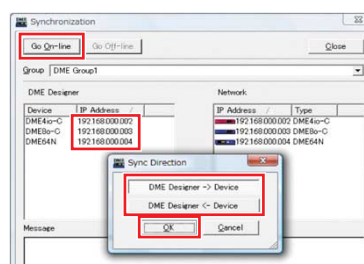 Synchronization
Go On-line Go Off-line Close
Group DME Group1
DME Designer Network
Device IP Address / IP Address / Type
DME4io-C 192.168.000.002 192.168.000.002 DME4io-C
DME8o-C 192.168.000.003 192.168.000.003 DME8o-C
DME64N 192.168.000.004 192.168.000.004 DME64N
Sync Direction
DME Designer -> Device
DME Designer <- Device
OK Cancel
Message